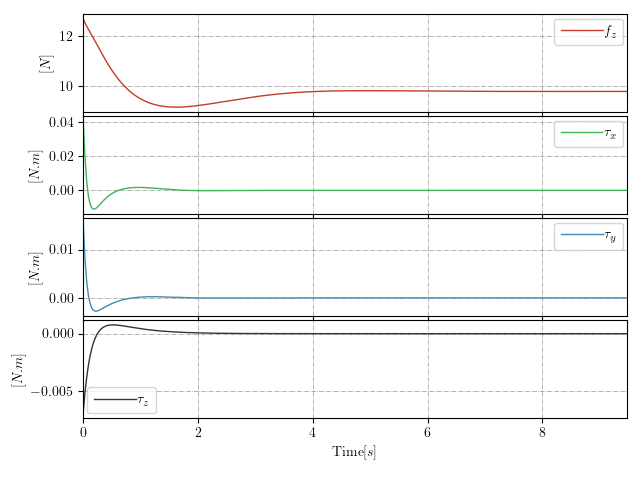 12
10
[N]
f_z
0.04
0.02
0.00
[N.m]
τ_x
0.01
0.00
[N.m]
τ_y
0.000
−0.005
[N.m]
τ_z
0 2 4 6 8
Time[s]